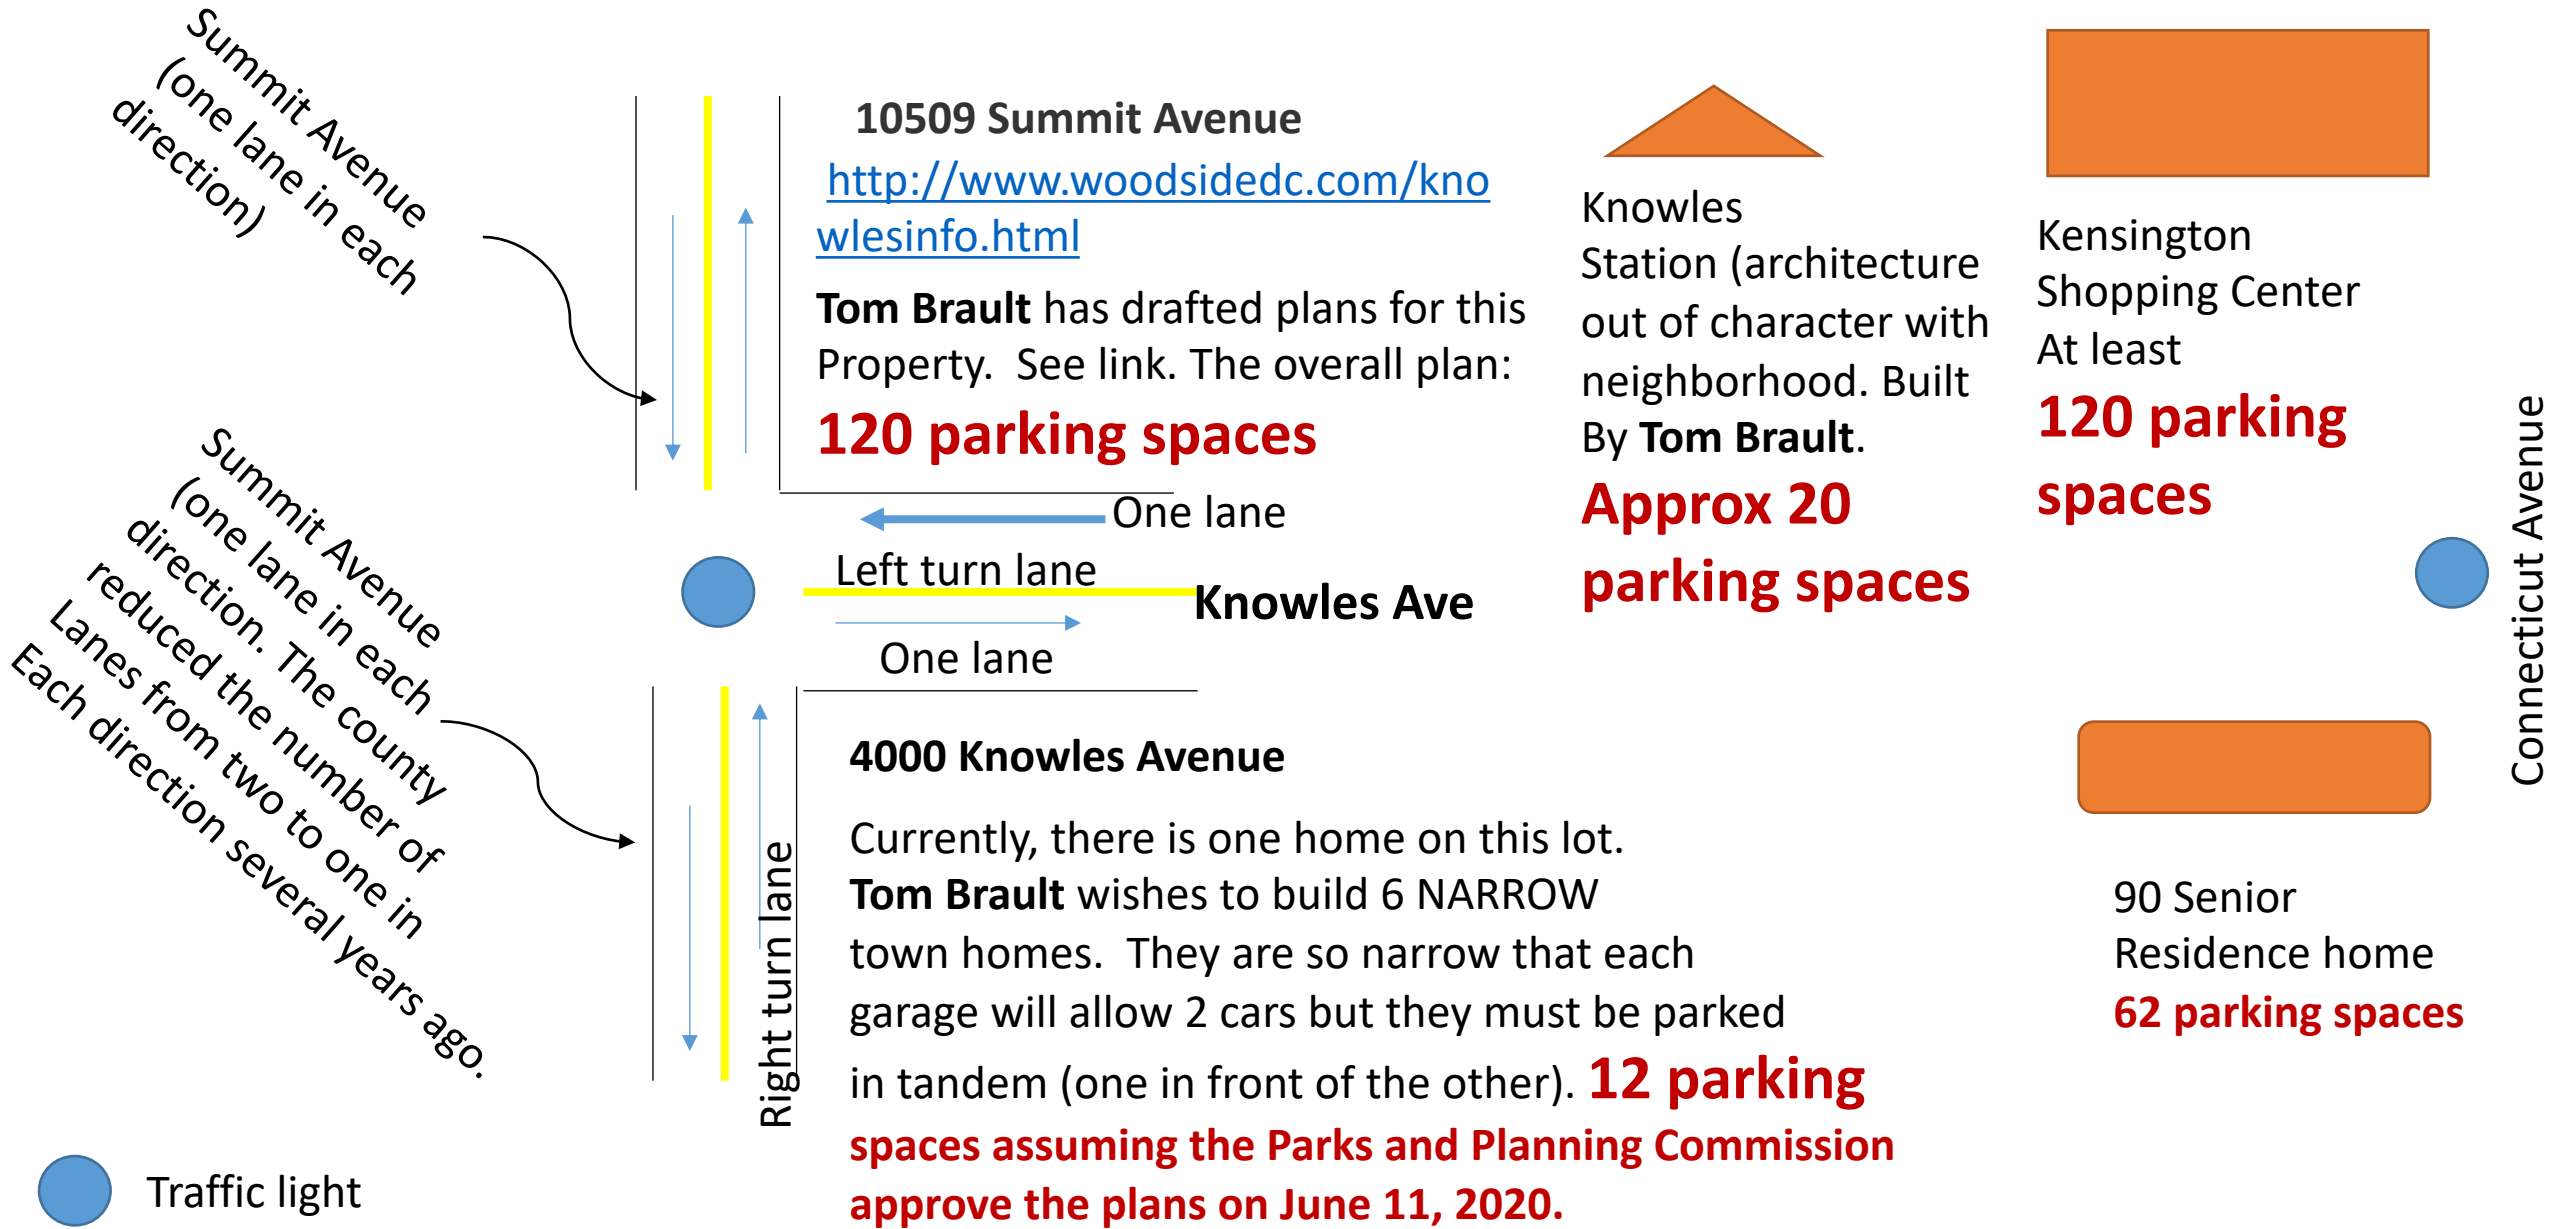 Summit Avenue
(one lane in each
direction)
10509 Summit Avenue
http://www.woodsidedc.com/kno
wlesinfo.html
Tom Brault has drafted plans for this
Property.  See link. The overall plan:
120 parking spaces
Knowles
Station (architecture
out of character with
neighborhood. Built
By Tom Brault.
Approx 20
parking spaces
Kensington
Shopping Center
At least
120 parking
spaces
Connecticut Avenue
Summit Avenue
(one lane in each
direction. The county
reduced the number of
Lanes from two to one in
Each direction several years ago.
One lane
Left turn lane
Knowles Ave
One lane
Right turn lane
4000 Knowles Avenue
Currently, there is one home on this lot.
Tom Brault wishes to build 6 NARROW
town homes.  They are so narrow that each
garage will allow 2 cars but they must be parked
in tandem (one in front of the other). 12 parking
spaces assuming the Parks and Planning Commission
approve the plans on June 11, 2020.
90 Senior
Residence home
62 parking spaces
Traffic light